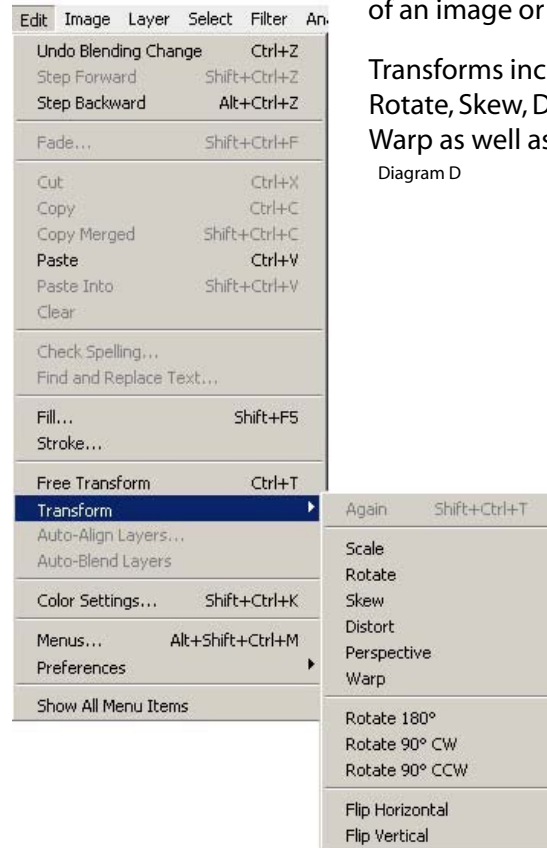 Edit Image Layer Select Filter An
Undo Blending Change Ctrl+Z
Step Forward Shift+Ctrl+Z
Step Backward Alt+Ctrl+Z
Fade... Shift+Ctrl+F
Cut Ctrl+X
Copy Ctrl+C
Copy Merged Shift+Ctrl+C
Paste Ctrl+V
Paste Into Shift+Ctrl+V
Clear
Check Spelling...
Find and Replace Text...
Fill... Shift+F5
Stroke...
Free Transform Ctrl+T
Transform
Auto-Align Layers...
Auto-Blend Layers
Color Settings... Shift+Ctrl+K
Menus... Alt+Shift+Ctrl+M
Preferences
Show All Menu Items
Again Shift+Ctrl+T
Scale
Rotate
Skew
Distort
Perspective
Warp
Rotate 180°
Rotate 90° CW
Rotate 90° CCW
Flip Horizontal
Flip Vertical
of an image or
Transforms inc
Rotate, Skew, D
Warp as well as
Diagram D